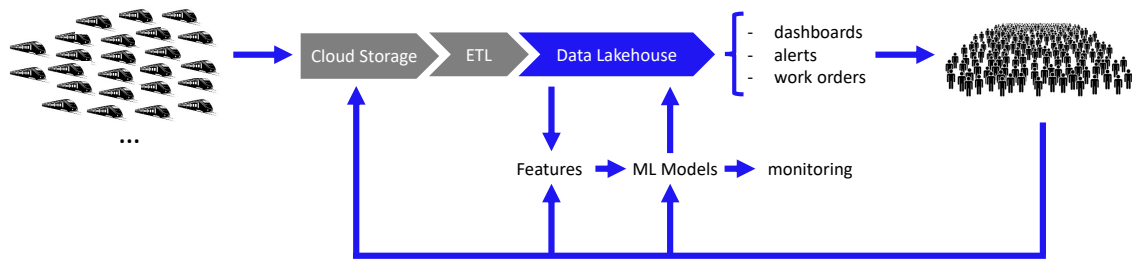 Cloud Storage
ETL
Data Lakehouse
- dashboards
- alerts
- work orders
...
Features
ML Models
monitoring